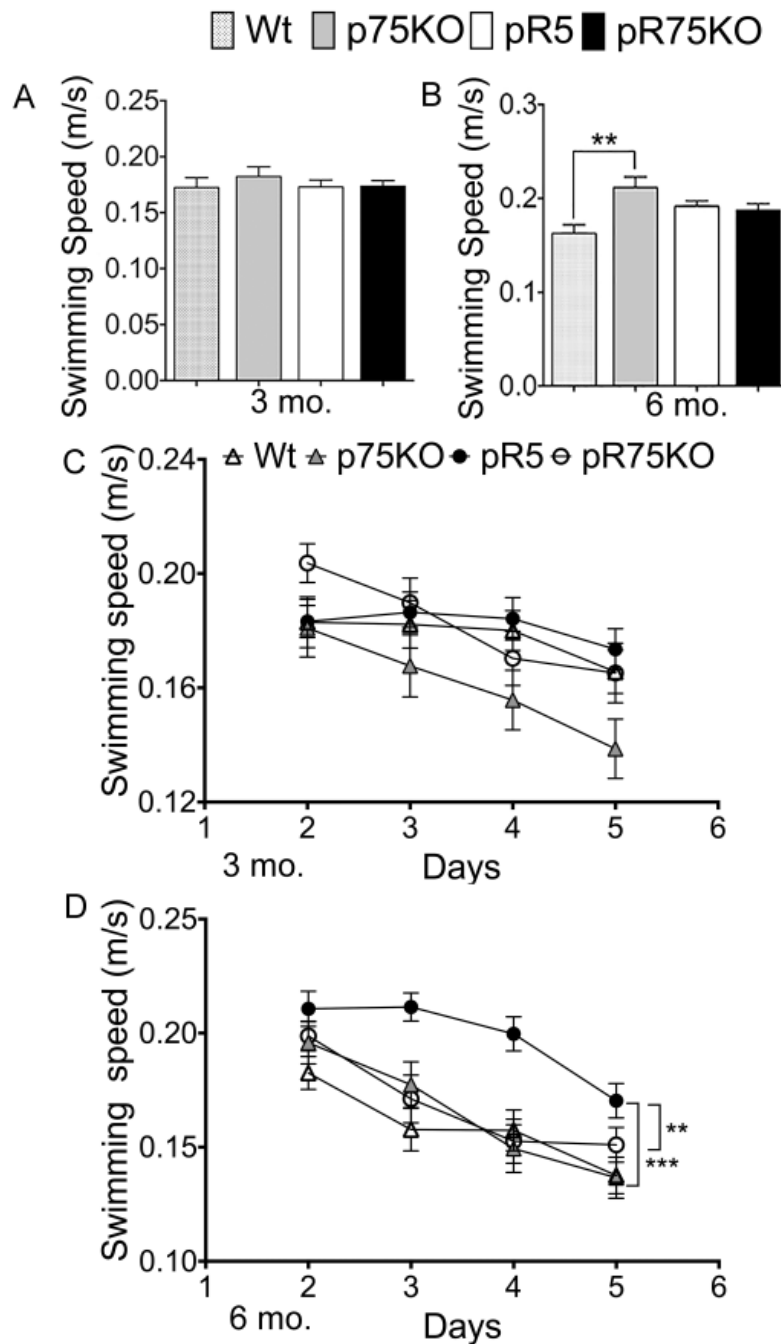 Wt p75KO pR5 pR75KO
A
Swimming Speed (m/s)
0.25
0.20
0.15
0.10
0.05
0.00
3 mo.
B
Swimming Speed (m/s)
0.3
0.2
0.1
0.0
**
6 mo.
C
Swimming speed (m/s)
Wt p75KO pR5 pR75KO
0.24
0.20
0.16
0.12
1 2 3 4 5 6
3 mo. Days
D
Swimming speed (m/s)
0.25
0.20
0.15
0.10
**
***
1 2 3 4 5 6
6 mo. Days